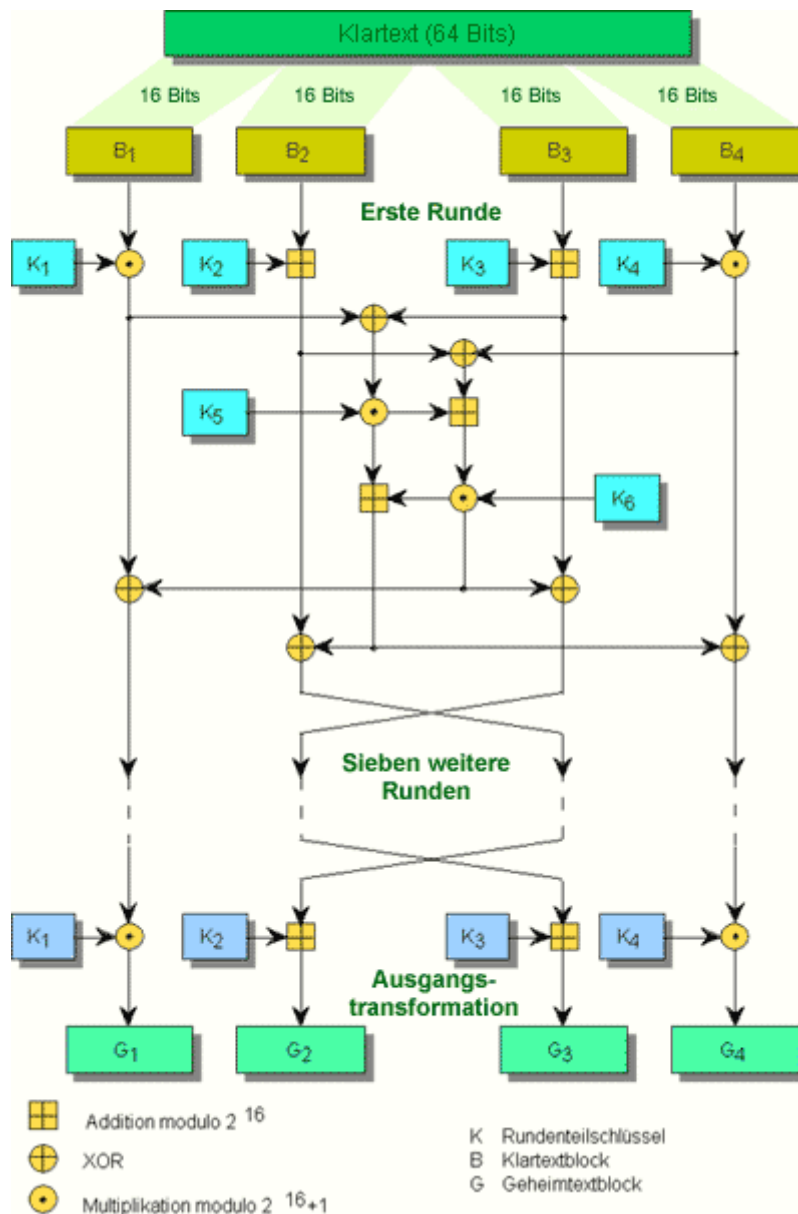 Klartext (64 Bits)
16 Bits 16 Bits 16 Bits 16 Bits
B1 B2 B3 B4
Erste Runde
K1 K2 K3 K4
K5
K6
Sieben weitere
Runden
K1 K2 K3 K4
Ausgangs-
transformation
G1 G2 G3 G4
Addition modulo 2 16
XOR
Multiplikation modulo 2 16+1
K Rundenteilschlüssel
B Klartextblock
G Geheimtextblock